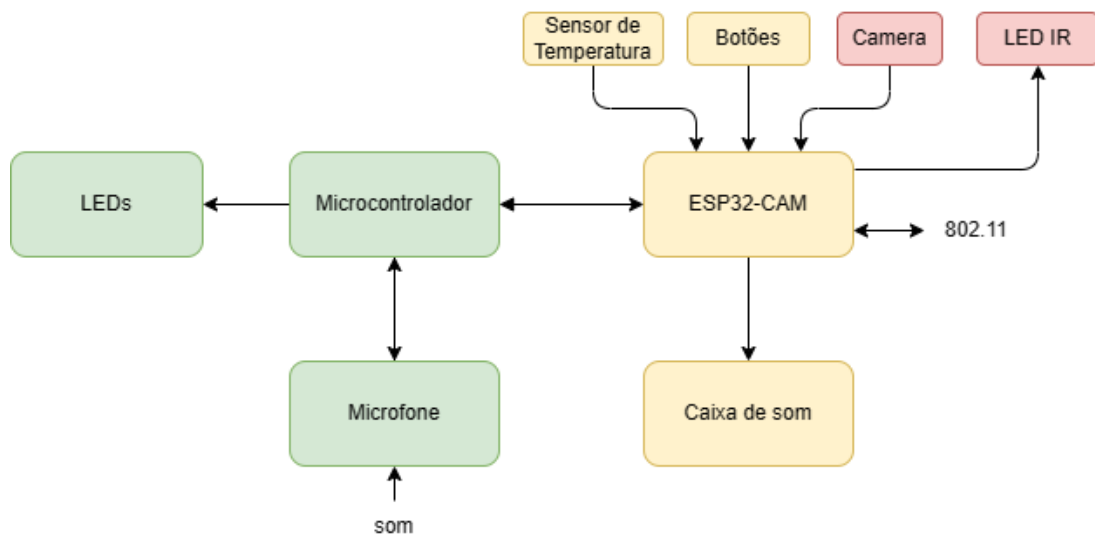 Sensor de
Temperatura
Botões
Camera
LED IR
LEDs
Microcontrolador
ESP32-CAM
802.11
Microfone
Caixa de som
som